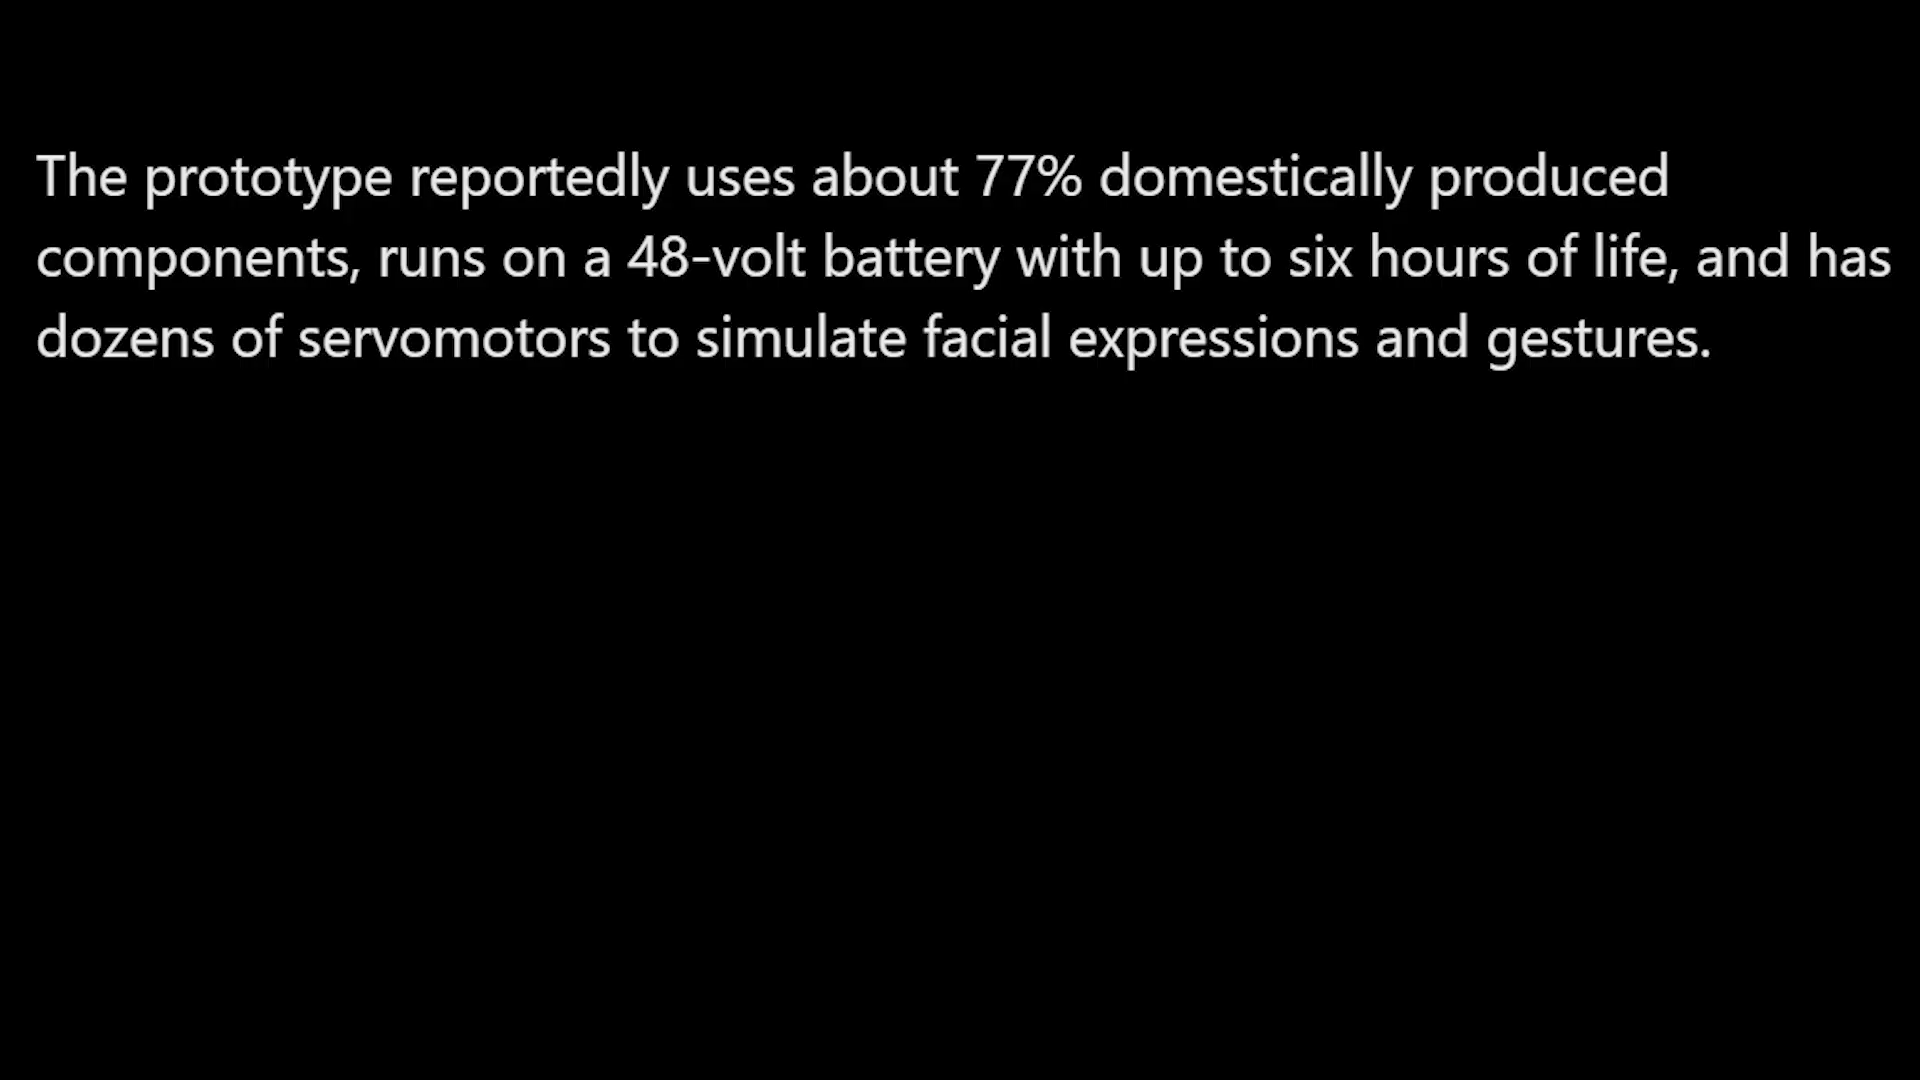 The prototype reportedly uses about 77% domestically produced
components, runs on a 48-volt battery with up to six hours of life, and has
dozens of servomotors to simulate facial expressions and gestures.